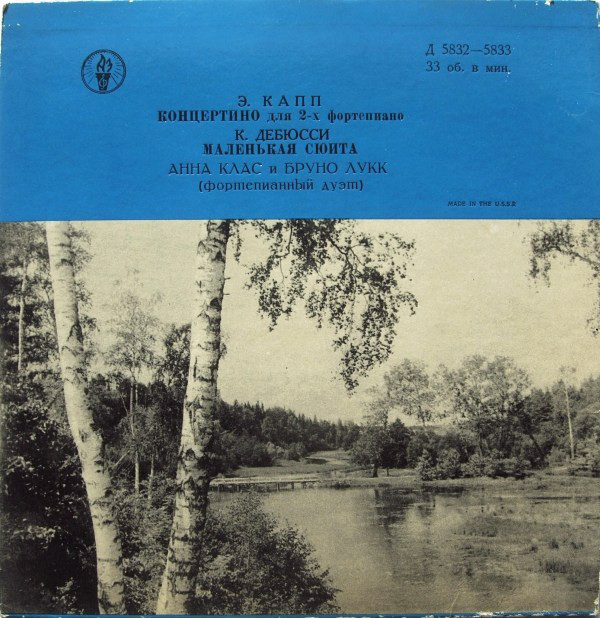 Д 5832—5833
33 об. в мин.
Э. КАПП
КОНЦЕРТИНО для 2-х фортепиано
К. ДЕБЮССИ
МАЛЕНЬКАЯ СЮИТА
АННА КЛАС и БРУНО ЛУКК
(фортепианный дуэт)
MADE IN THE U.S.S.R